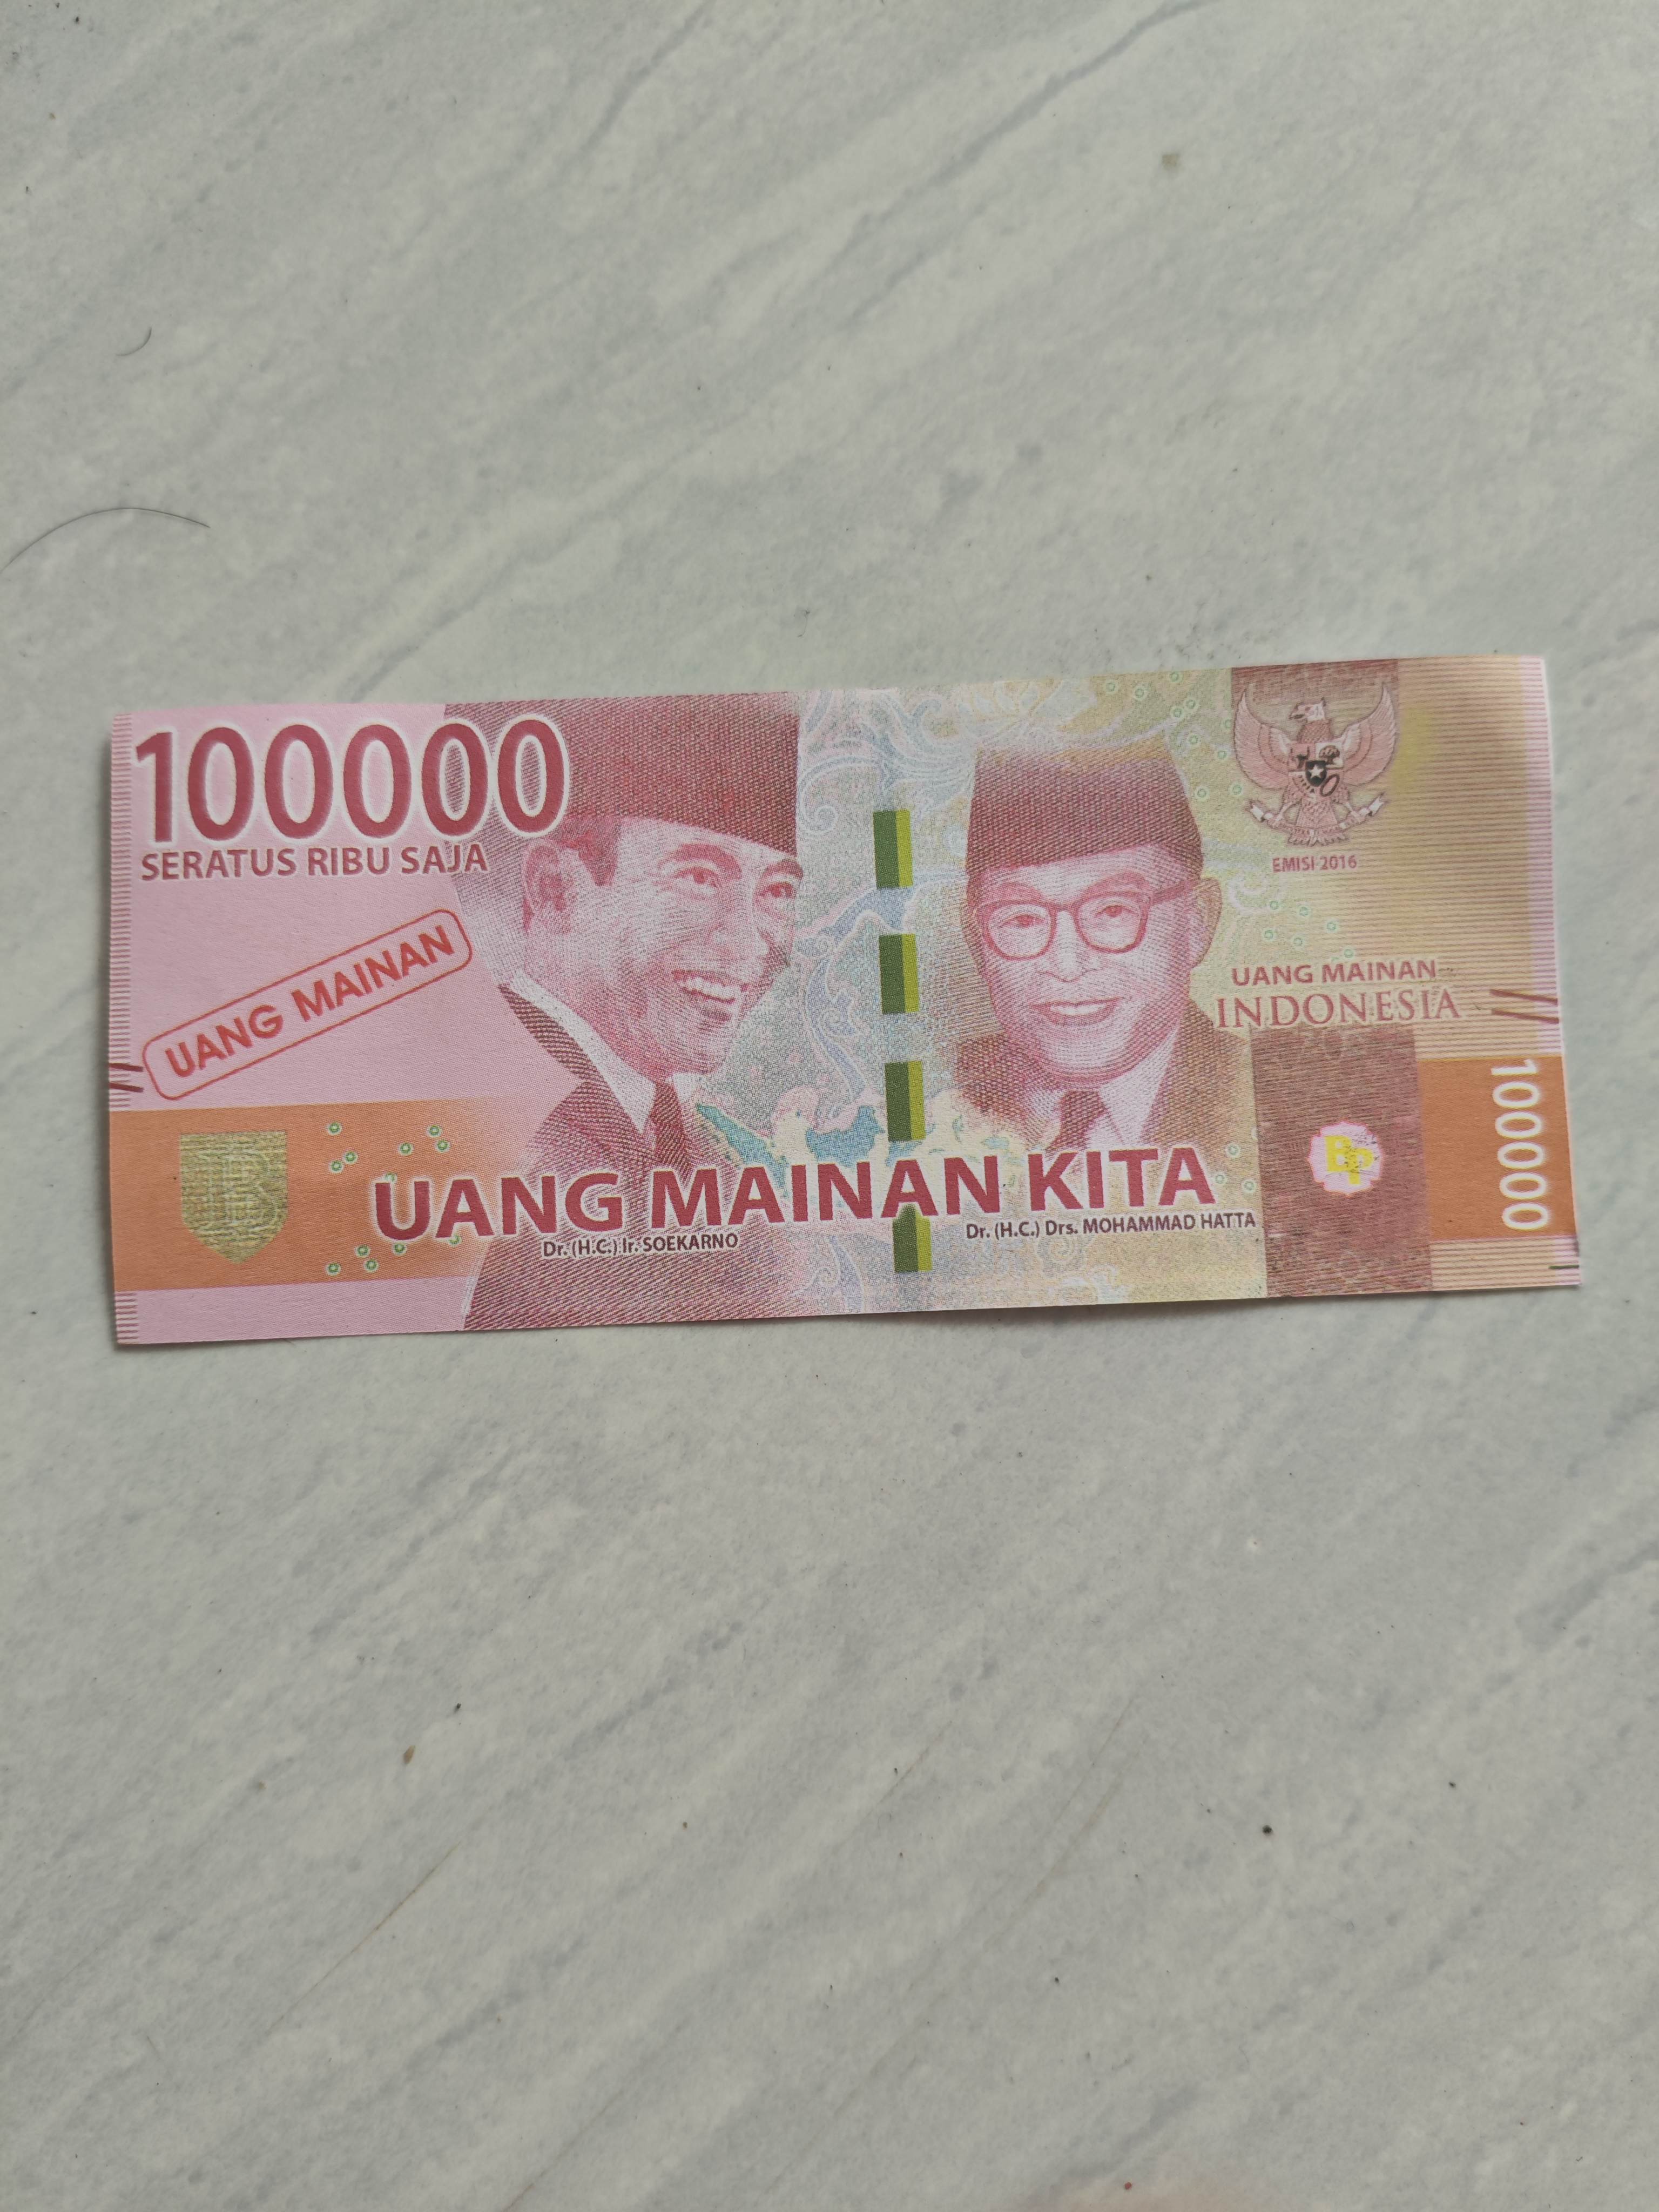 100000
SERATUS RIBU SAJA
UANG MAINAN
EMISI 2016
UANG MAINAN
INDONESIA
100000
UANG MAINAN KITA
Dr. (H.C.) Ir. SOEKARNO
Dr. (H.C.) Drs. MOHAMMAD HATTA